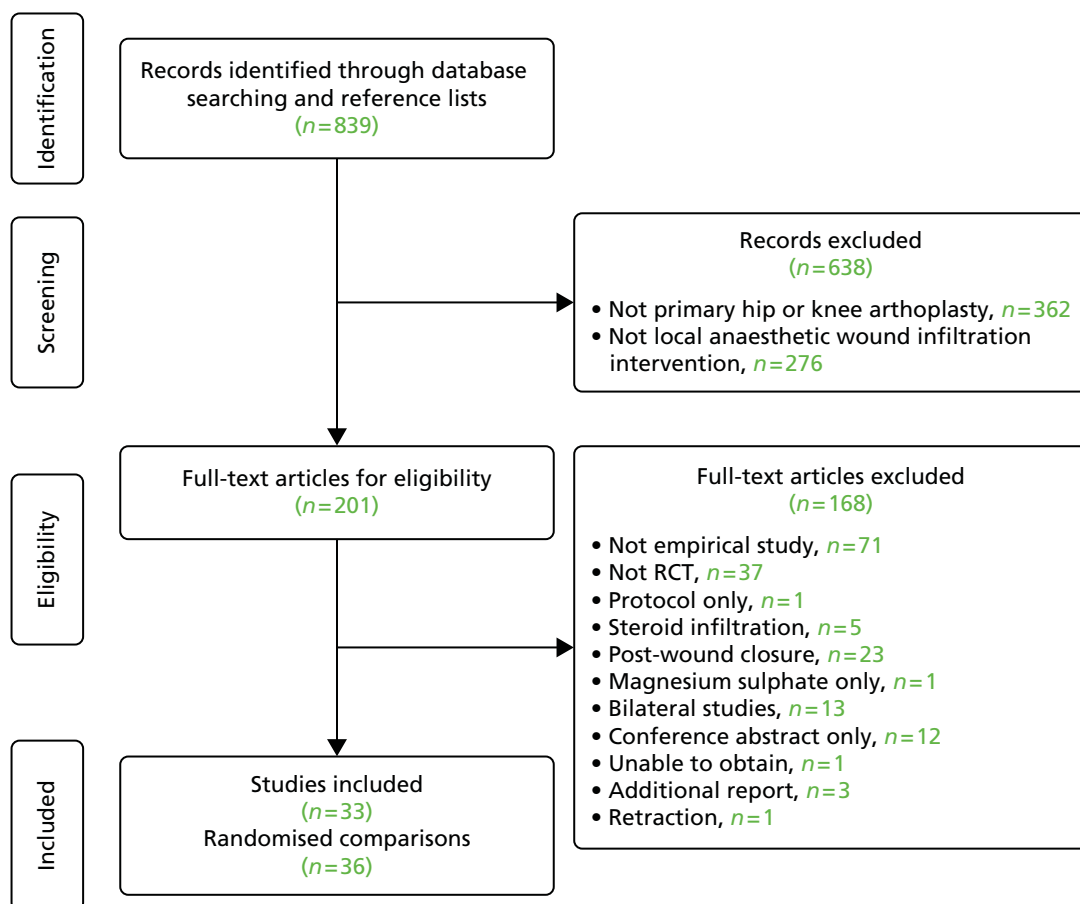 Identification
Records identified through database
searching and reference lists
(n=839)
Screening
Records excluded
(n=638)
• Not primary hip or knee arthoplasty, n=362
• Not local anaesthetic wound infiltration
intervention, n=276
Eligibility
Full-text articles for eligibility
(n=201)
Full-text articles excluded
(n=168)
• Not empirical study, n=71
• Not RCT, n=37
• Protocol only, n=1
• Steroid infiltration, n=5
• Post-wound closure, n=23
• Magnesium sulphate only, n=1
• Bilateral studies, n=13
• Conference abstract only, n=12
• Unable to obtain, n=1
• Additional report, n=3
• Retraction, n=1
Included
Studies included
(n=33)
Randomised comparisons
(n=36)